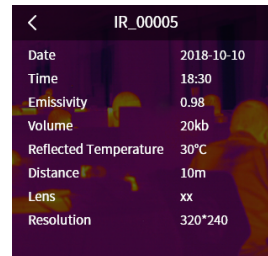 IR_00005
Date 2018-10-10
Time 18:30
Emissivity 0.98
Volume 20kb
Reflected Temperature 30°C
Distance 10m
Lens xx
Resolution 320*240